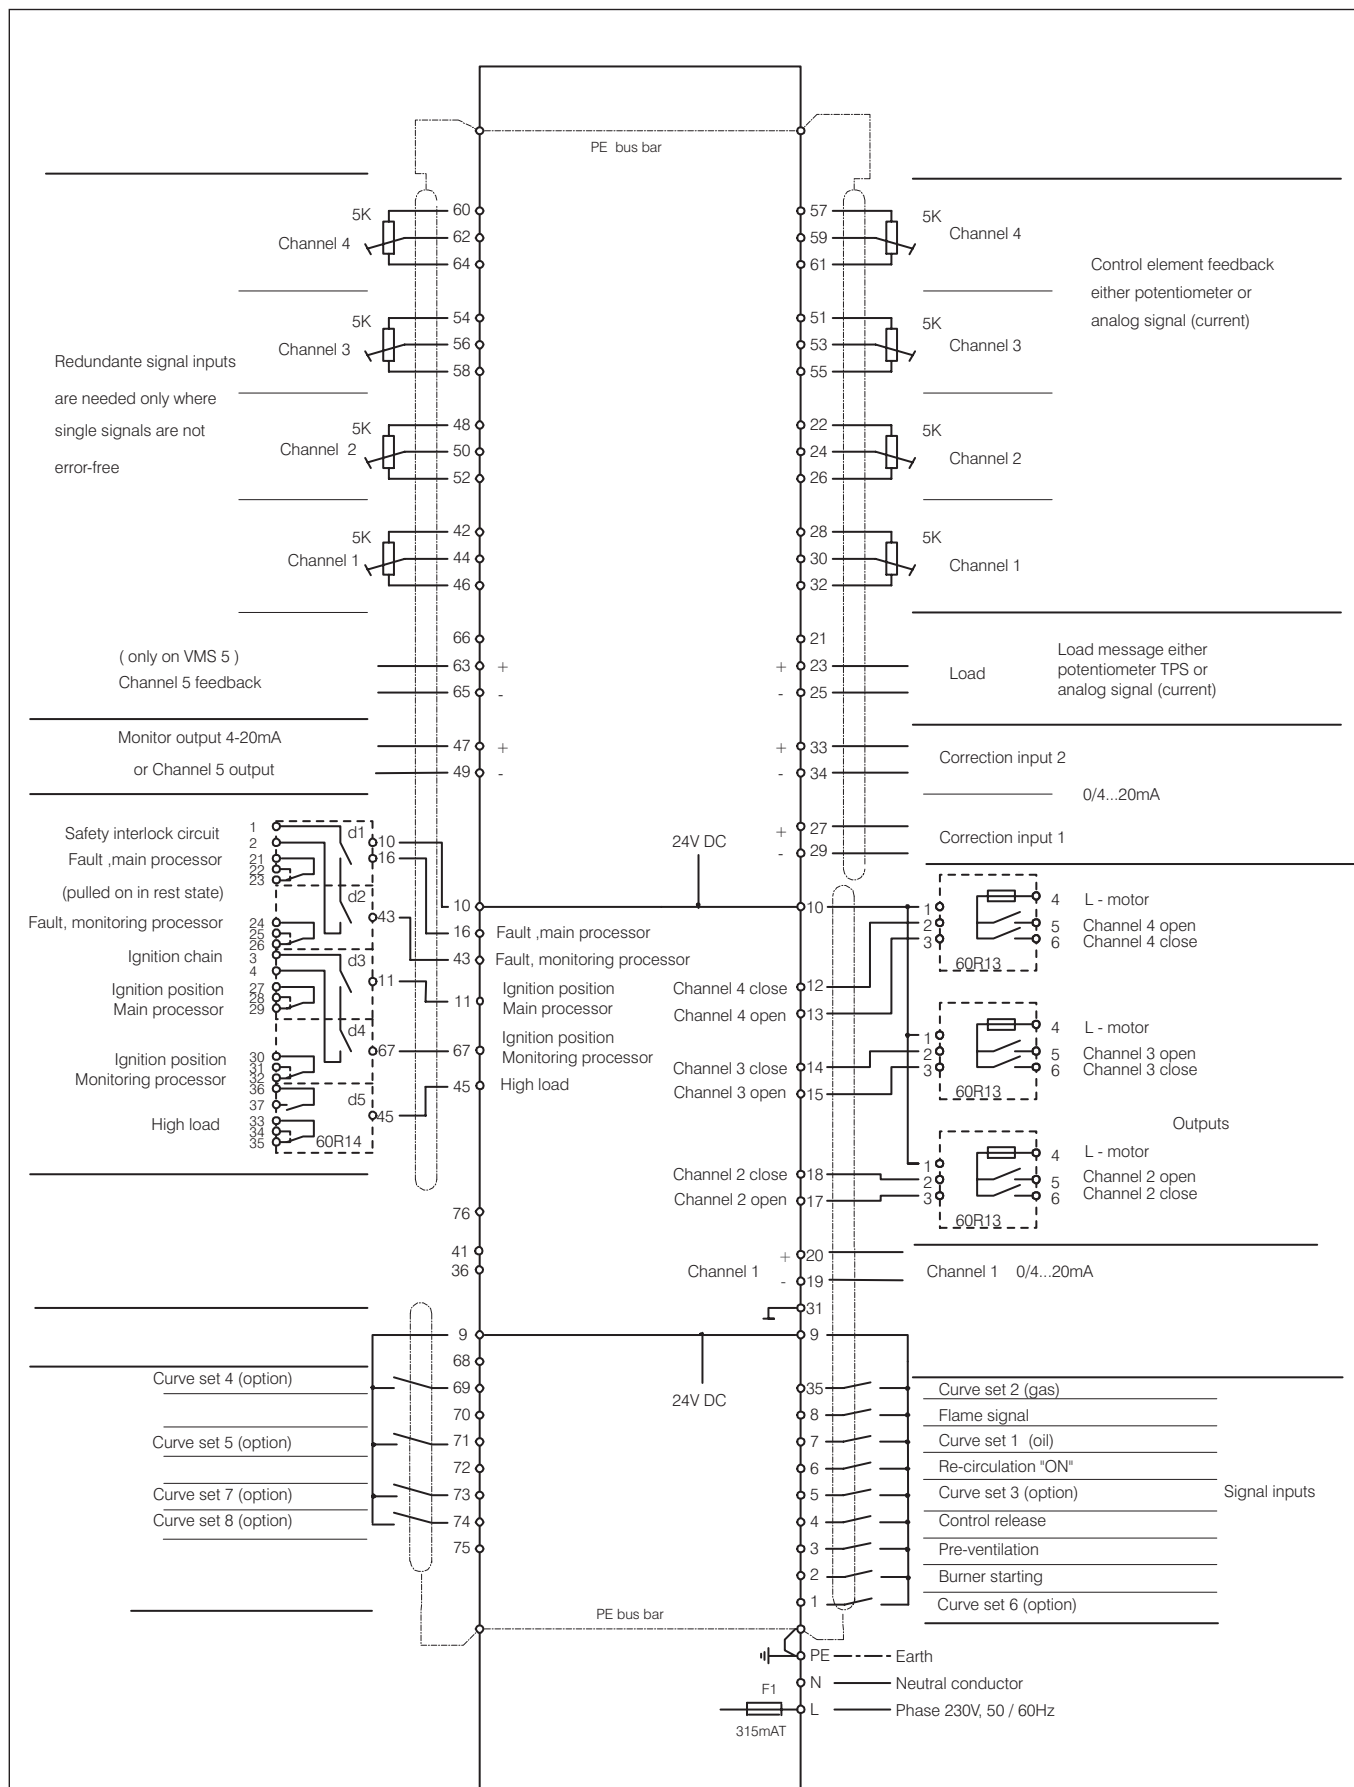 PE bus bar
5K
Channel 4
60
62
64
5K
Channel 3
54
56
58
Redundante signal inputs
are needed only where
single signals are not
error-free
5K
Channel 2
48
50
52
5K
Channel 1
42
44
46
66
( only on VMS 5 )
Channel 5 feedback
63 +
65 -
Monitor output 4-20mA
or Channel 5 output
47 +
49 -
57
59
61
5K
Channel 4
Control element feedback
either potentiometer or
analog signal (current)
51
53
55
5K
Channel 3
22
24
26
5K
Channel 2
28
30
32
5K
Channel 1
21
+ 23
- 25
Load
Load message either
potentiometer TPS or
analog signal (current)
+ 33
- 34
Correction input 2
0/4...20mA
+ 27
- 29
Correction input 1
Safety interlock circuit
Fault ,main processor
(pulled on in rest state)
Fault, monitoring processor
Ignition chain
Ignition position
Main processor
Ignition position
Monitoring processor
High load
1
2
21
22
23
24
25
26
3
4
27
28
29
30
31
32
36
37
33
34
35
d1
d2
d3
d4
d5
60R14
10
16
43
11
67
45
24V DC
10
16 Fault ,main processor
43 Fault, monitoring processor
11 Ignition position
Main processor
67 Ignition position
Monitoring processor
45 High load
10
Channel 4 close 12
Channel 4 open 13
Channel 3 close 14
Channel 3 open 15
Channel 2 close 18
Channel 2 open 17
1
2
3
60R13
4 L - motor
5 Channel 4 open
6 Channel 4 close
1
2
3
60R13
4 L - motor
5 Channel 3 open
6 Channel 3 close
Outputs
1
2
3
60R13
4 L - motor
5 Channel 2 open
6 Channel 2 close
76
41
36
Channel 1
+ 20
- 19
Channel 1 0/4...20mA
31
9
68
69
70
71
72
73
74
75
Curve set 4 (option)
Curve set 5 (option)
Curve set 7 (option)
Curve set 8 (option)
24V DC
9
35 Curve set 2 (gas)
8 Flame signal
7 Curve set 1 (oil)
6 Re-circulation "ON"
5 Curve set 3 (option)
4 Control release
3 Pre-ventilation
2 Burner starting
1 Curve set 6 (option)
Signal inputs
PE bus bar
PE Earth
N Neutral conductor
F1
315mAT
L Phase 230V, 50 / 60Hz